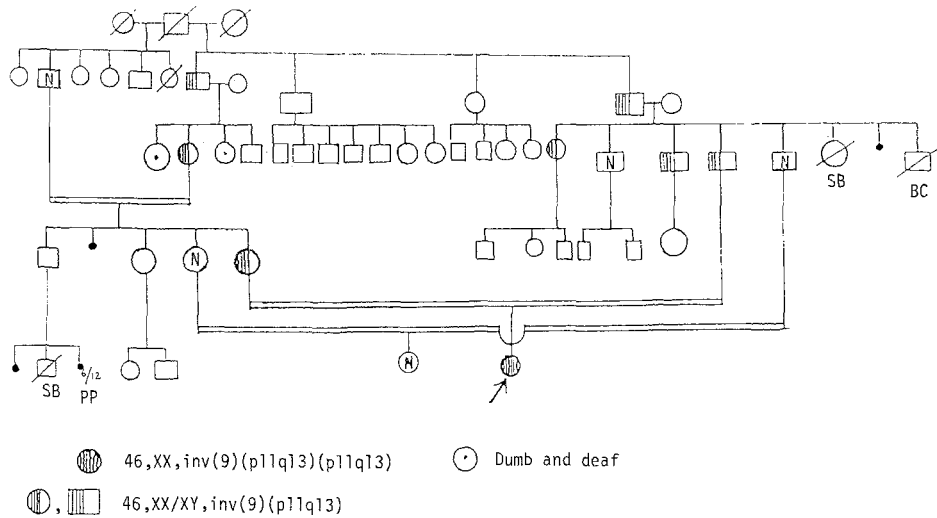 N
N
N
SB
BC
N
N
SB
6/12
PP
46,XX,inv(9)(p11q13)(p11q13)
Dumb and deaf
, 46,XX/XY,inv(9)(p11q13)